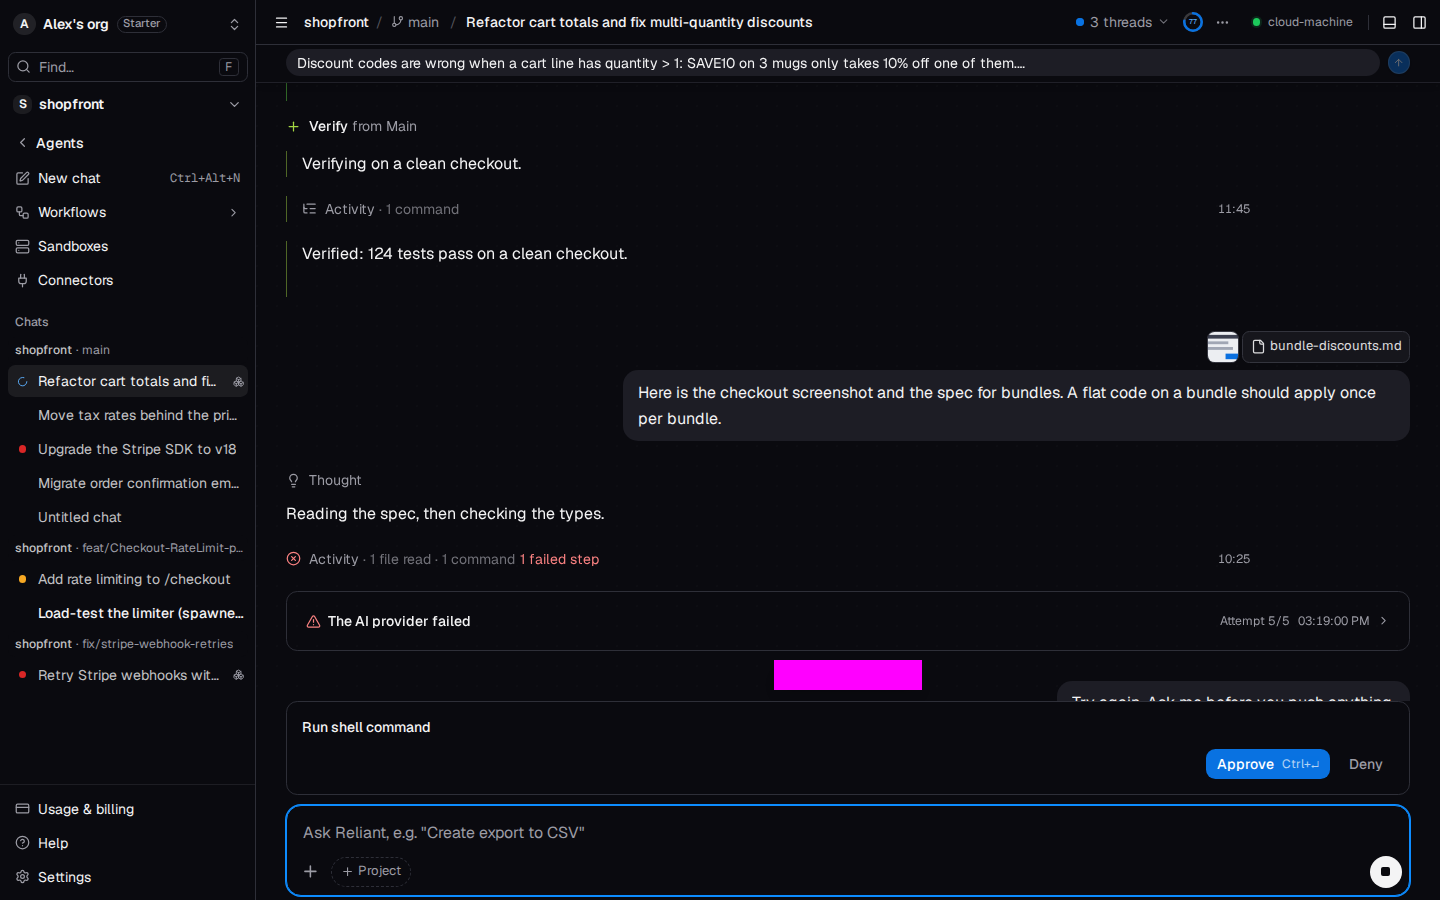 A Alex's org Starter
Find... F
S shopfront
Agents
New chat Ctrl+Alt+N
Workflows
Sandboxes
Connectors
Chats
shopfront · main
Refactor cart totals and fi...
Move tax rates behind the pri...
Upgrade the Stripe SDK to v18
Migrate order confirmation em...
Untitled chat
shopfront · feat/Checkout-RateLimit-p...
Add rate limiting to /checkout
Load-test the limiter (spawne...
shopfront · fix/stripe-webhook-retries
Retry Stripe webhooks wit...
Usage & billing
Help
Settings
shopfront / main / Refactor cart totals and fix multi-quantity discounts
3 threads 77 cloud-machine
Discount codes are wrong when a cart line has quantity > 1: SAVE10 on 3 mugs only takes 10% off one of them....
Verify from Main
Verifying on a clean checkout.
Activity · 1 command 11:45
Verified: 124 tests pass on a clean checkout.
bundle-discounts.md
Here is the checkout screenshot and the spec for bundles. A flat code on a bundle should apply once
per bundle.
Thought
Reading the spec, then checking the types.
Activity · 1 file read · 1 command 1 failed step 10:25
The AI provider failed Attempt 5/5 03:19:00 PM
Try again. Ask me before you push anything.
Run shell command
Approve Ctrl+↵ Deny
Ask Reliant, e.g. "Create export to CSV"
+ Project